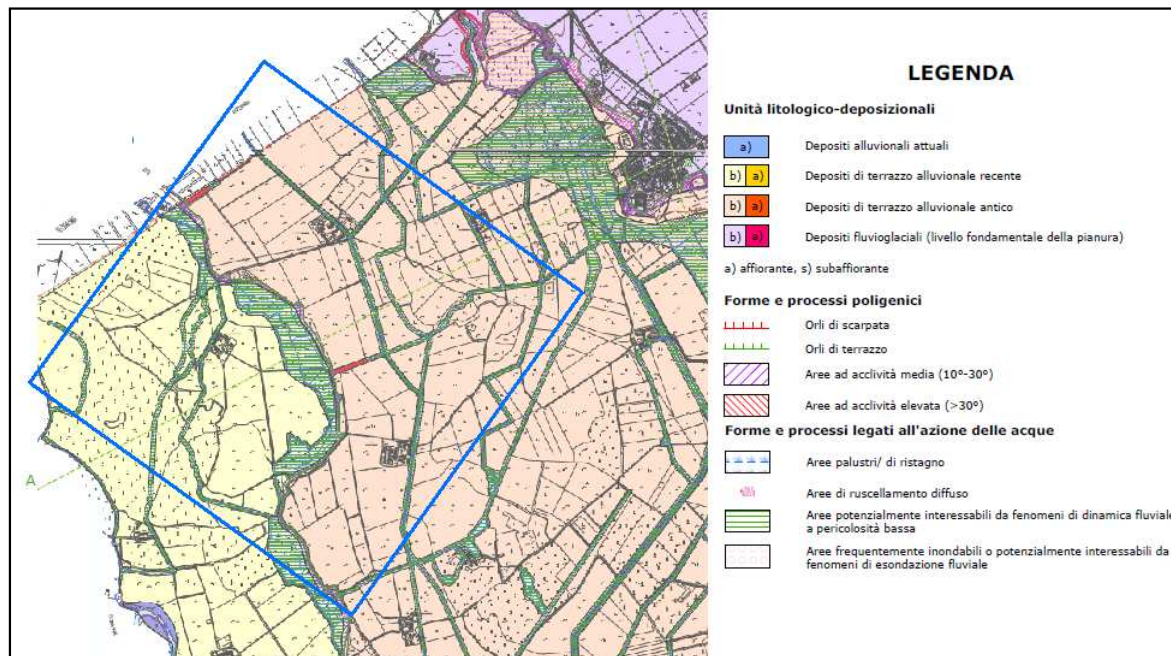 LEGENDA
Unità litologico-deposizionali
a) Depositi alluvionali attuali
b) a) Depositi di terrazzo alluvionale recente
b) a) Depositi di terrazzo alluvionale antico
b) a) Depositi fluvioglaciali (livello fondamentale della pianura)
a) affiorante, s) subaffiorante
Forme e processi poligenici
Orli di scarpata
Orli di terrazzo
Aree ad acclività media (10°-30°)
Aree ad acclività elevata (>30°)
Forme e processi legati all'azione delle acque
Aree palustri/ di ristagno
Aree di ruscellamento diffuso
Aree potenzialmente interessabili da fenomeni di dinamica fluviale
a pericolosità bassa
Aree frequentemente inondabili o potenzialmente interessabili da
fenomeni di esondazione fluviale
A